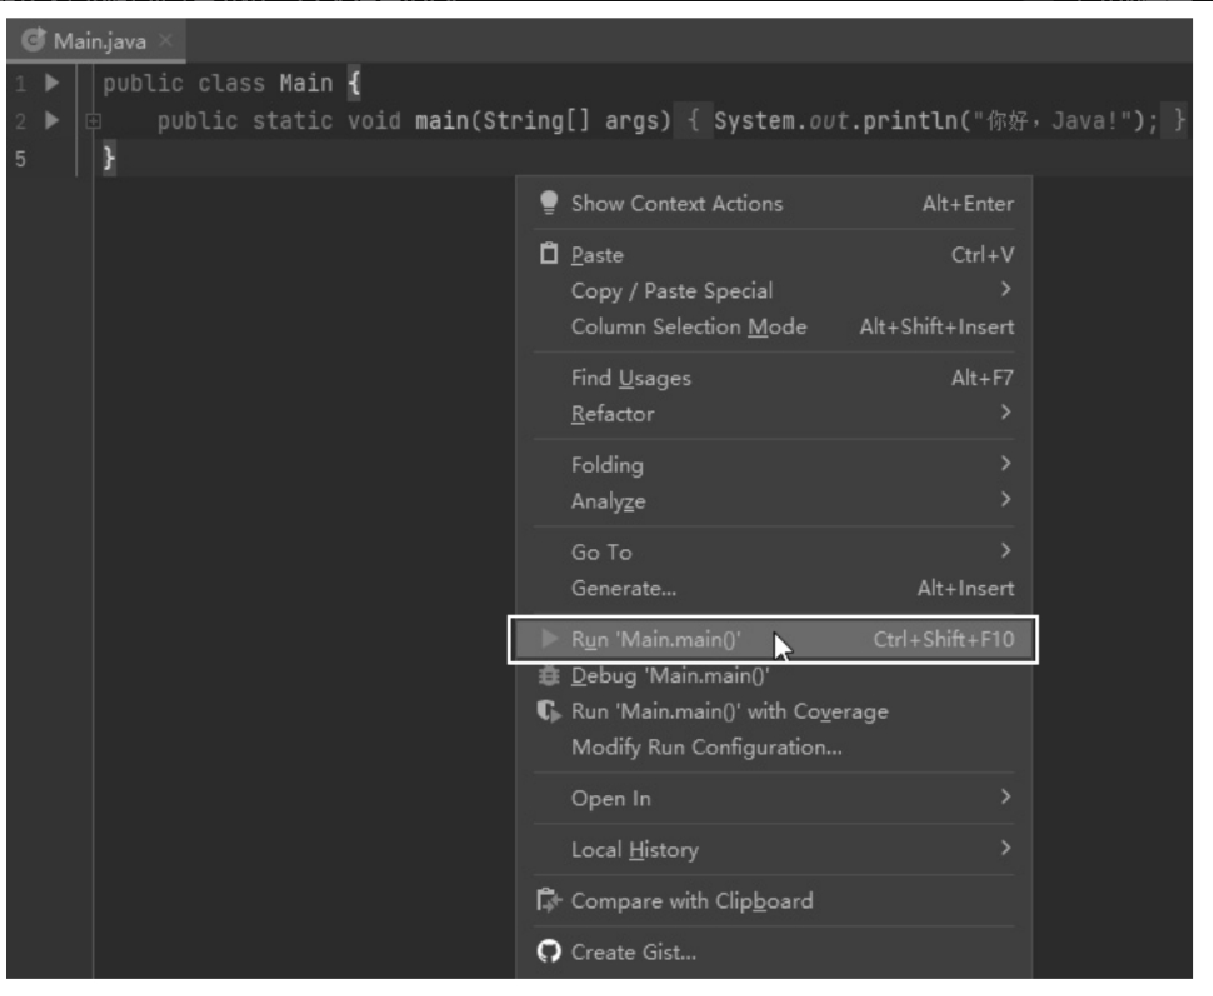 Main.java
1 public class Main {
2 public static void main(String[] args) { System.out.println("你好，Java!"); }
5 }
Show Context Actions Alt+Enter
Paste Ctrl+V
Copy / Paste Special
Column Selection Mode Alt+Shift+Insert
Find Usages Alt+F7
Refactor
Folding
Analyze
Go To
Generate... Alt+Insert
Run 'Main.main()' Ctrl+Shift+F10
Debug 'Main.main()'
Run 'Main.main()' with Coverage
Modify Run Configuration...
Open In
Local History
Compare with Clipboard
Create Gist...